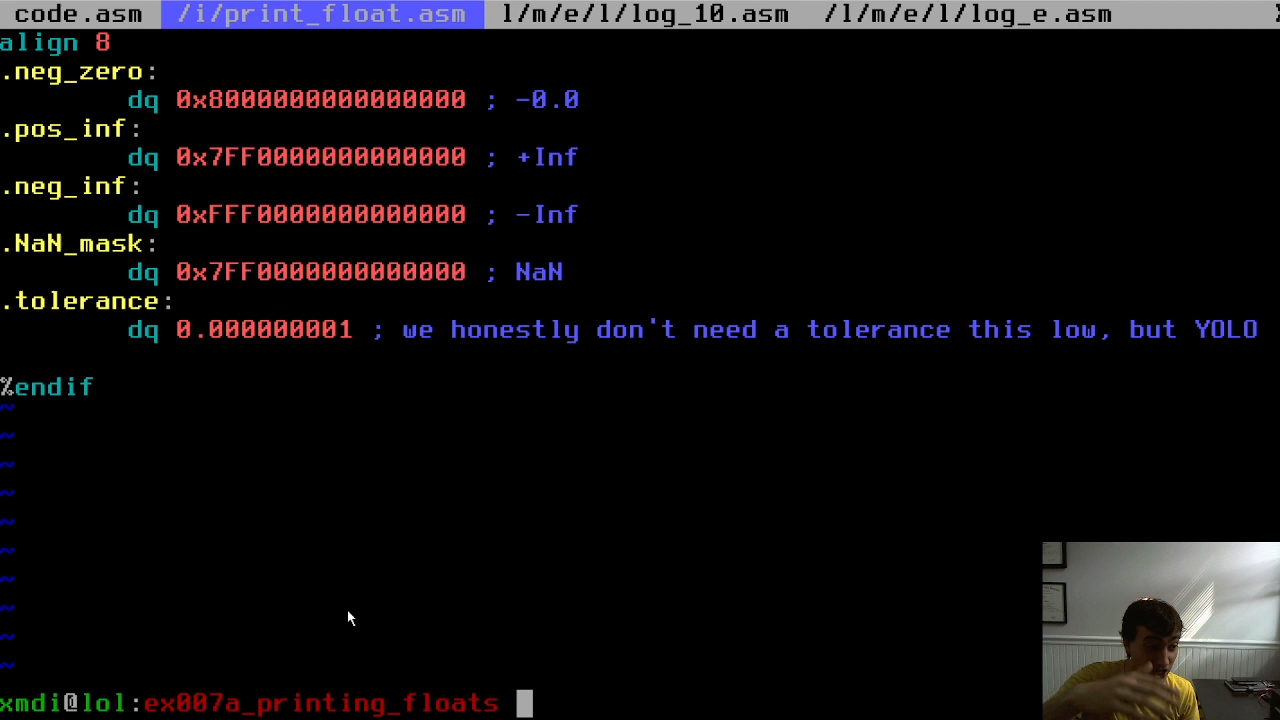 code.asm /i/print_float.asm l/m/e/l/log_10.asm /l/m/e/l/log_e.asm
align 8
.neg_zero:
dq 0x8000000000000000 ; -0.0
.pos_inf:
dq 0x7FF0000000000000 ; +Inf
.neg_inf:
dq 0xFFF0000000000000 ; -Inf
.NaN_mask:
dq 0x7FF0000000000000 ; NaN
.tolerance:
dq 0.000000001 ; we honestly don't need a tolerance this low, but YOLO
%endif
~
~
~
~
~
~
~
~
~
~
xmdi@lol:ex007a_printing_floats